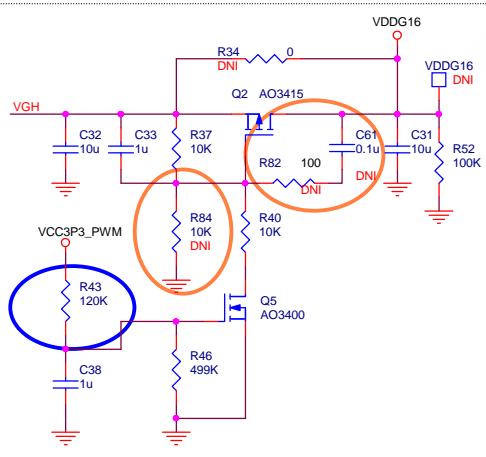 VDDG16
R34
0
DNI
VDDG16
DNI
Q2 AO3415
VGH
C32
10u
C33
1u
R37
10K
R82 100
DNI
C61
0.1u
DNI
C31
10u
R52
100K
R84
10K
DNI
R40
10K
VCC3P3_PWM
R43
120K
Q5
AO3400
C38
1u
R46
499K